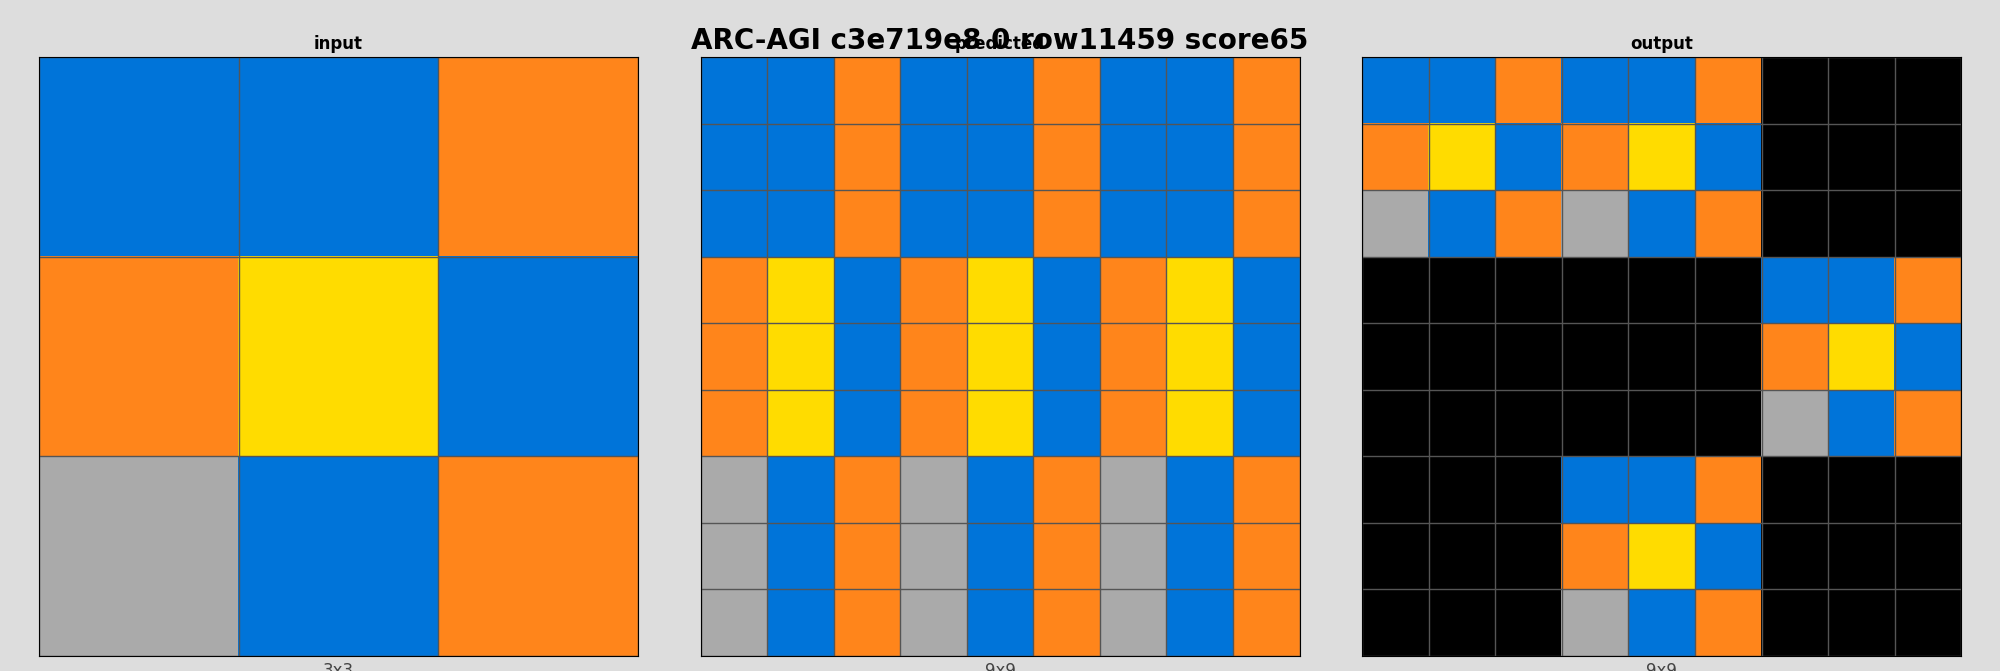 ARC-AGI c3e719e8.0 row11459 score65
input
predicted
output
3x3
9x9
9x9